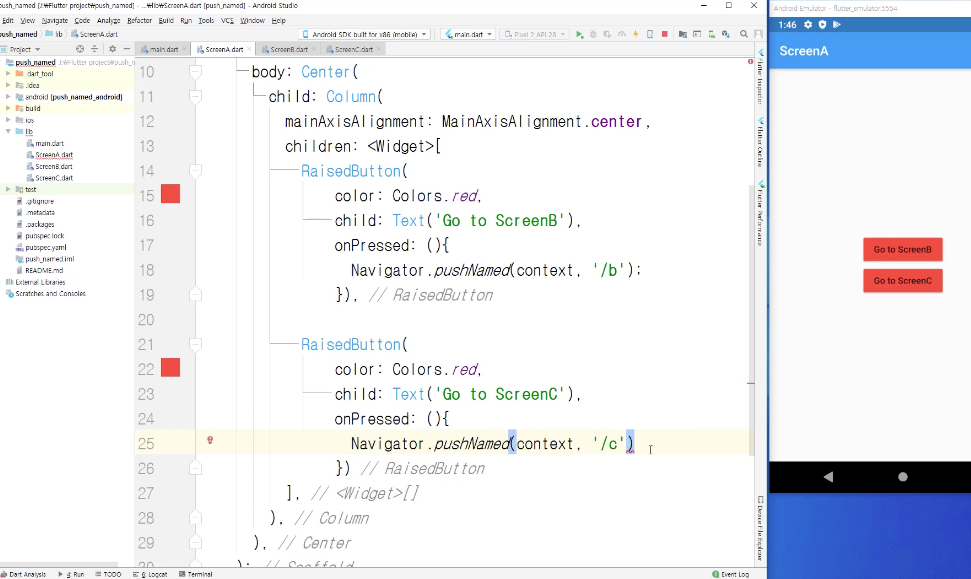 push_named [J:\Flutter project\push_named] - ...\lib\ScreenA.dart [push_named] - Android Studio
Edit View Navigate Code Analyze Refactor Build Run Tools VCS Window Help
push_named lib ScreenA.dart
Android SDK built for x86 (mobile) main.dart Pixel 2 API 28
Project
main.dart ScreenA.dart ScreenB.dart ScreenC.dart
push_named J:\Flutter project\push_n
.dart_tool
.idea
android [push_named_android]
build
ios
lib
main.dart
ScreenA.dart
ScreenB.dart
ScreenC.dart
test
.gitignore
.metadata
.packages
pubspec.lock
pubspec.yaml
push_named.iml
README.md
External Libraries
Scratches and Consoles
10 body: Center(
11 child: Column(
12 mainAxisAlignment: MainAxisAlignment.center,
13 children: <Widget>[
14 RaisedButton(
15 color: Colors.red,
16 child: Text('Go to ScreenB'),
17 onPressed: (){
18 Navigator.pushNamed(context, '/b');
19 }), // RaisedButton
20
21 RaisedButton(
22 color: Colors.red,
23 child: Text('Go to ScreenC'),
24 onPressed: (){
25 Navigator.pushNamed(context, '/c')
26 }) // RaisedButton
27 ], // <Widget>[]
28 ), // Column
29 ), // Center
); // Scaffold
Flutter Inspector
Flutter Outline
Flutter Performance
Device File Explorer
Dart Analysis 4: Run TODO 6: Logcat Terminal Event Log
Android Emulator - flutter_emulator:5554
1:46
ScreenA
Go to ScreenB
Go to ScreenC